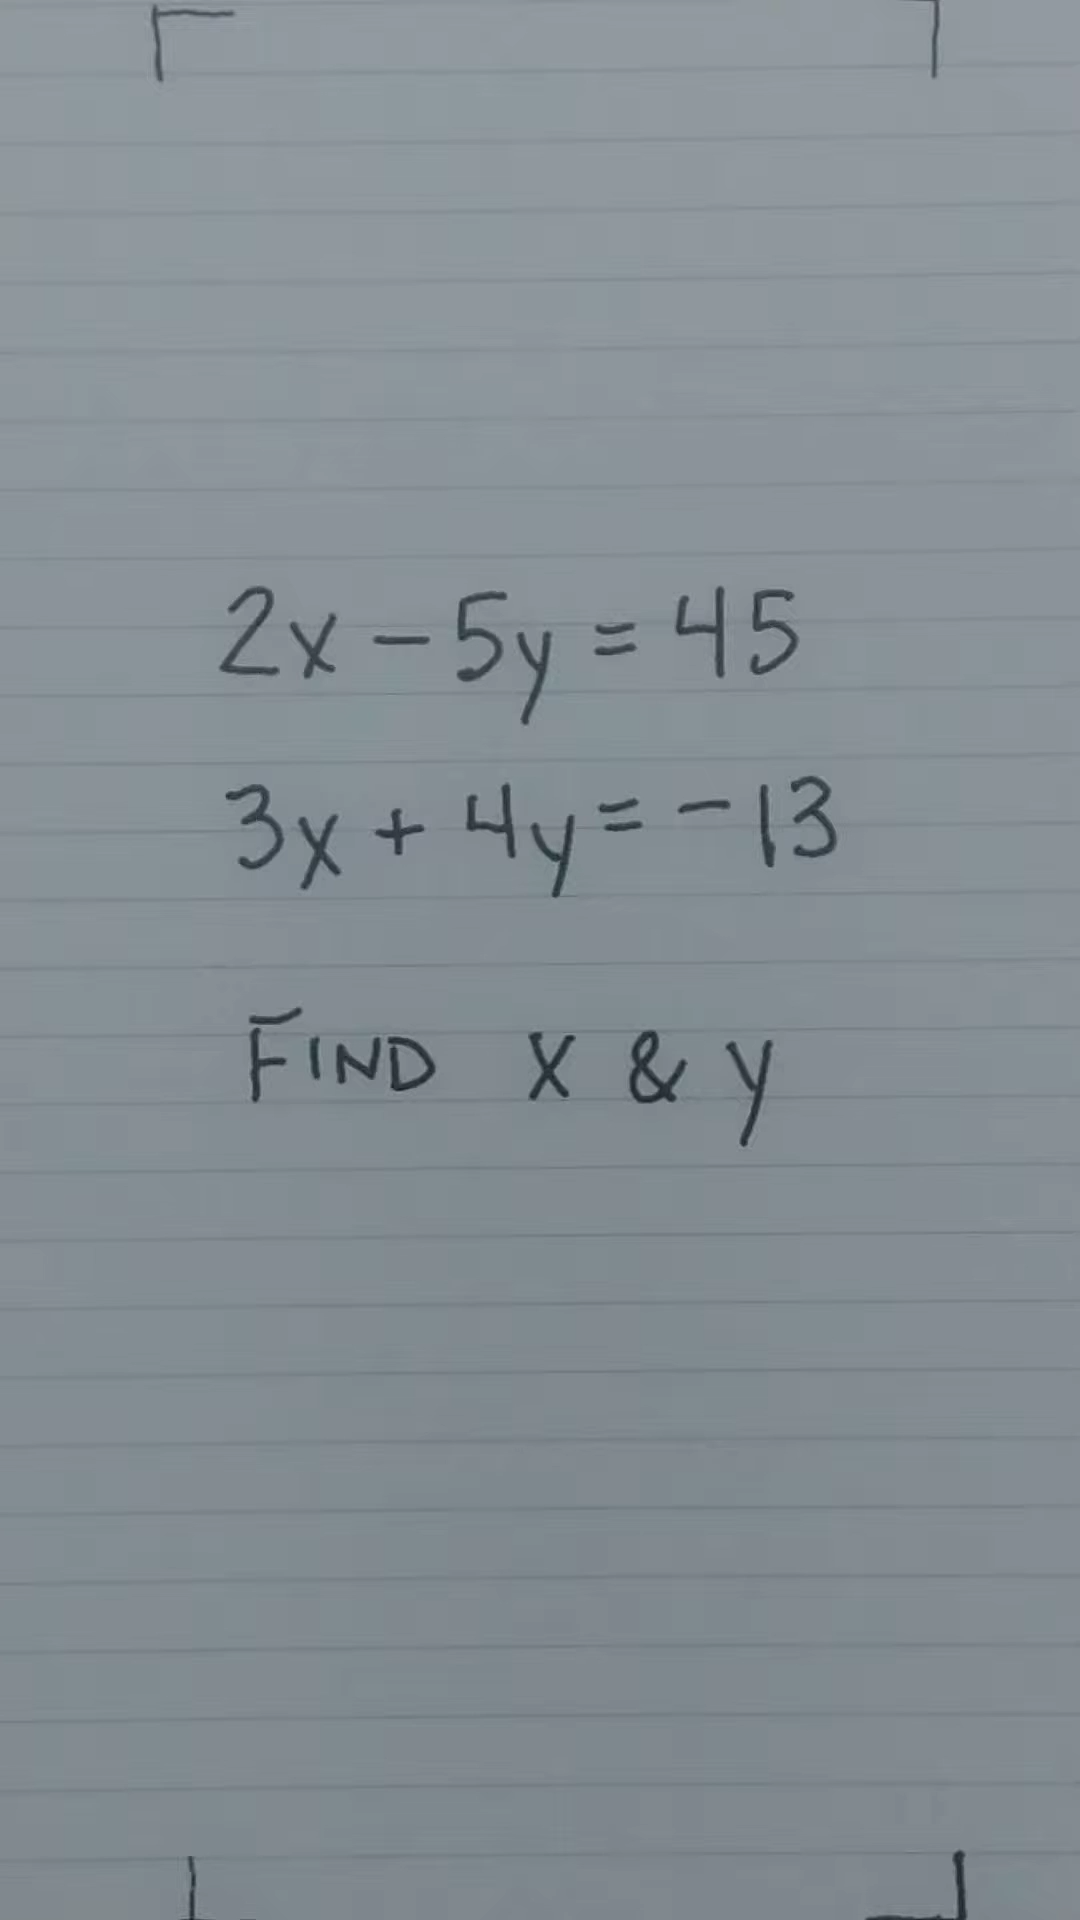 2x - 5y = 45
3x + 4y = -13
FIND X & y